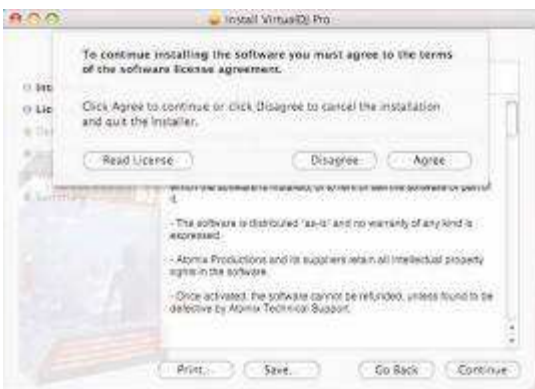 Install VirtualDJ Pro
To continue installing the software you must agree to the terms
of the software license agreement.
Click Agree to continue or click Disagree to cancel the installation
and quit the Installer.
Read License
Disagree
Agree
which the software is installed, or to rent or sell the software or part of
it.
- The software is distributed "as-is" and no warranty of any kind is
expressed.
- Atomix Productions and its suppliers retain all intellectual property
rights in the software.
- Once activated, the software cannot be refunded, unless found to be
defective by Atomix Technical Support.
Int
Lic
Summary
Print...
Save...
Go Back
Continue